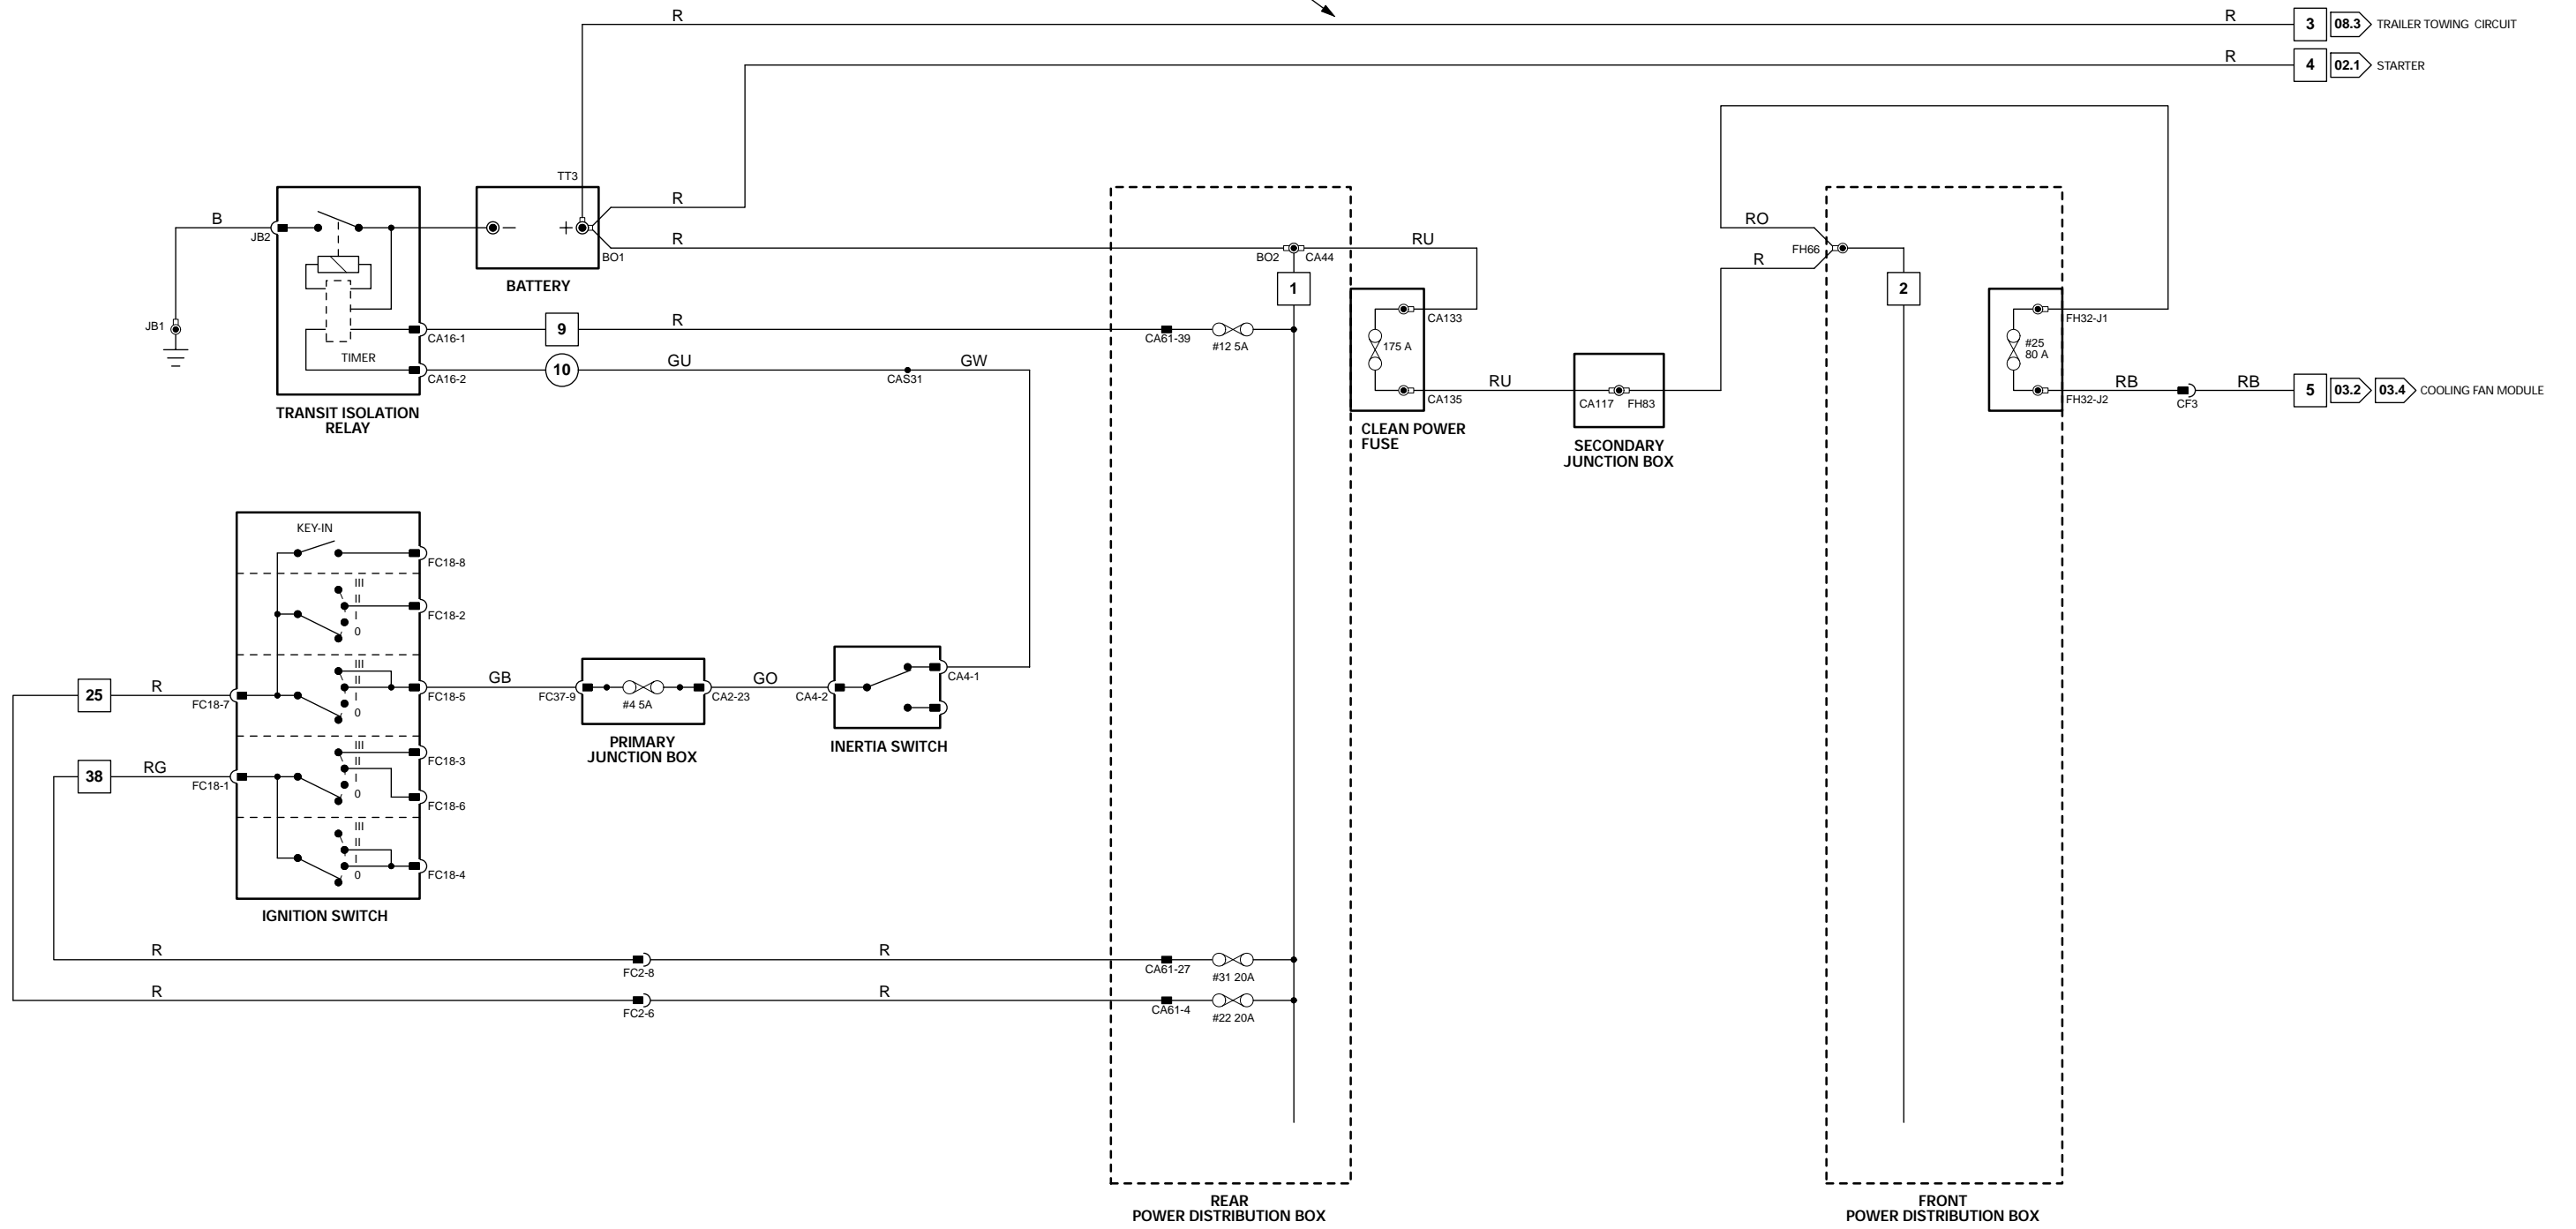 R
R
3
08.3
TRAILER TOWING CIRCUIT
R
4
02.1
STARTER
TT3
R
B
JB2
RO
R
RU
BO1
BO2
CA44
FH66
R
BATTERY
1
2
JB1
CA16-1
9
R
CA61-39
#12 5A
CA133
FH32-J1
TIMER
175 A
#25
80 A
CA16-2
10
GU
CAS31
GW
CA135
RU
CA117
FH83
FH32-J2
RB
CF3
RB
5
03.2
03.4
COOLING FAN MODULE
TRANSIT ISOLATION
RELAY
CLEAN POWER
FUSE
SECONDARY
JUNCTION BOX
KEY-IN
FC18-8
III
II
I
0
FC18-2
25
R
FC18-7
III
II
I
0
FC18-5
GB
FC37-9
#4 5A
CA2-23
GO
CA4-2
CA4-1
PRIMARY
JUNCTION BOX
INERTIA SWITCH
38
RG
FC18-1
III
II
I
0
FC18-3
FC18-6
III
II
I
0
FC18-4
IGNITION SWITCH
R
FC2-8
R
CA61-27
#31 20A
R
FC2-6
R
CA61-4
#22 20A
REAR
POWER DISTRIBUTION BOX
FRONT
POWER DISTRIBUTION BOX